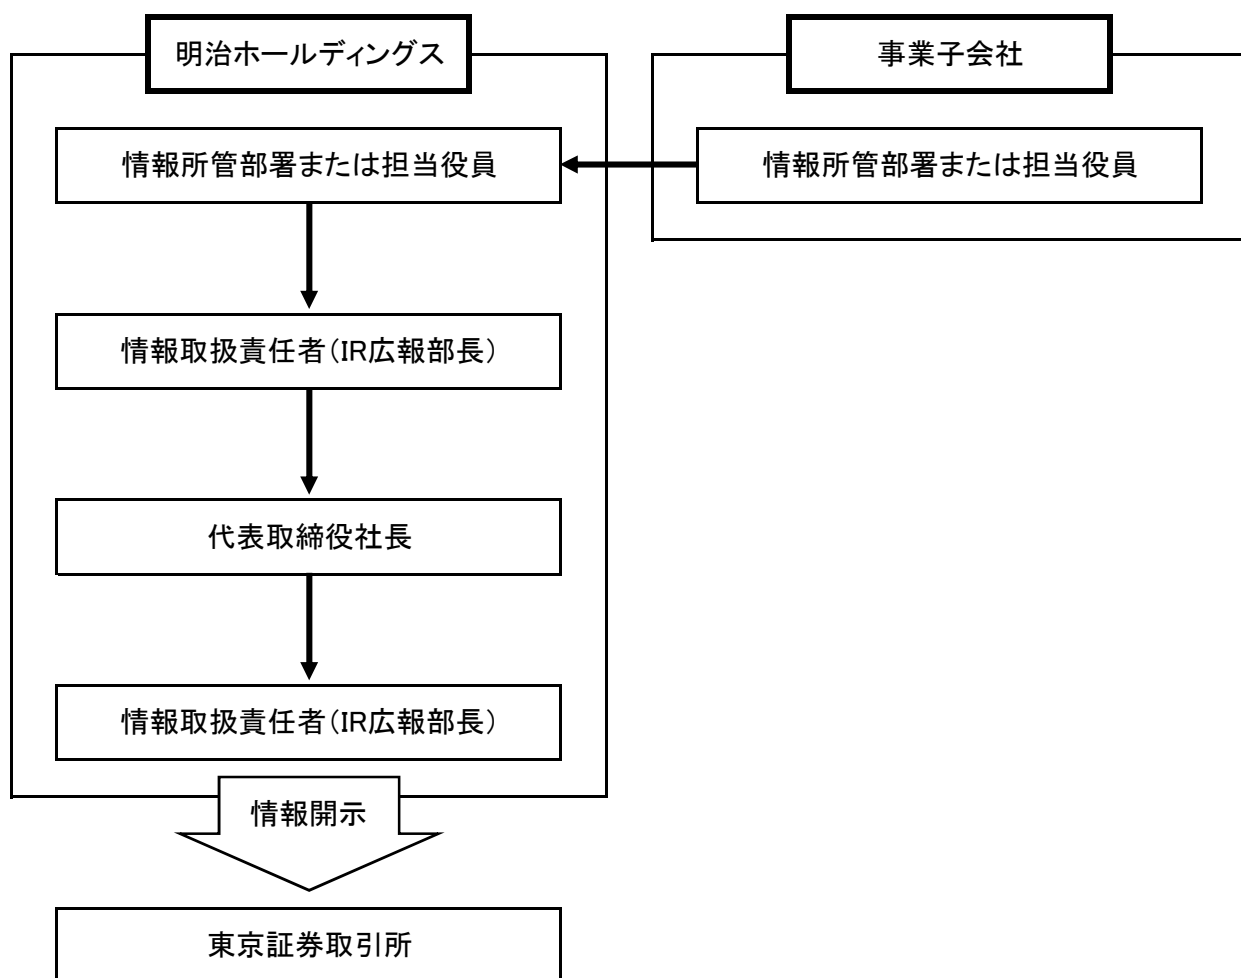 明治ホールディングス
事業子会社
情報所管部署または担当役員
情報所管部署または担当役員
情報取扱責任者（IR広報部長）
代表取締役社長
情報取扱責任者（IR広報部長）
情報開示
東京証券取引所